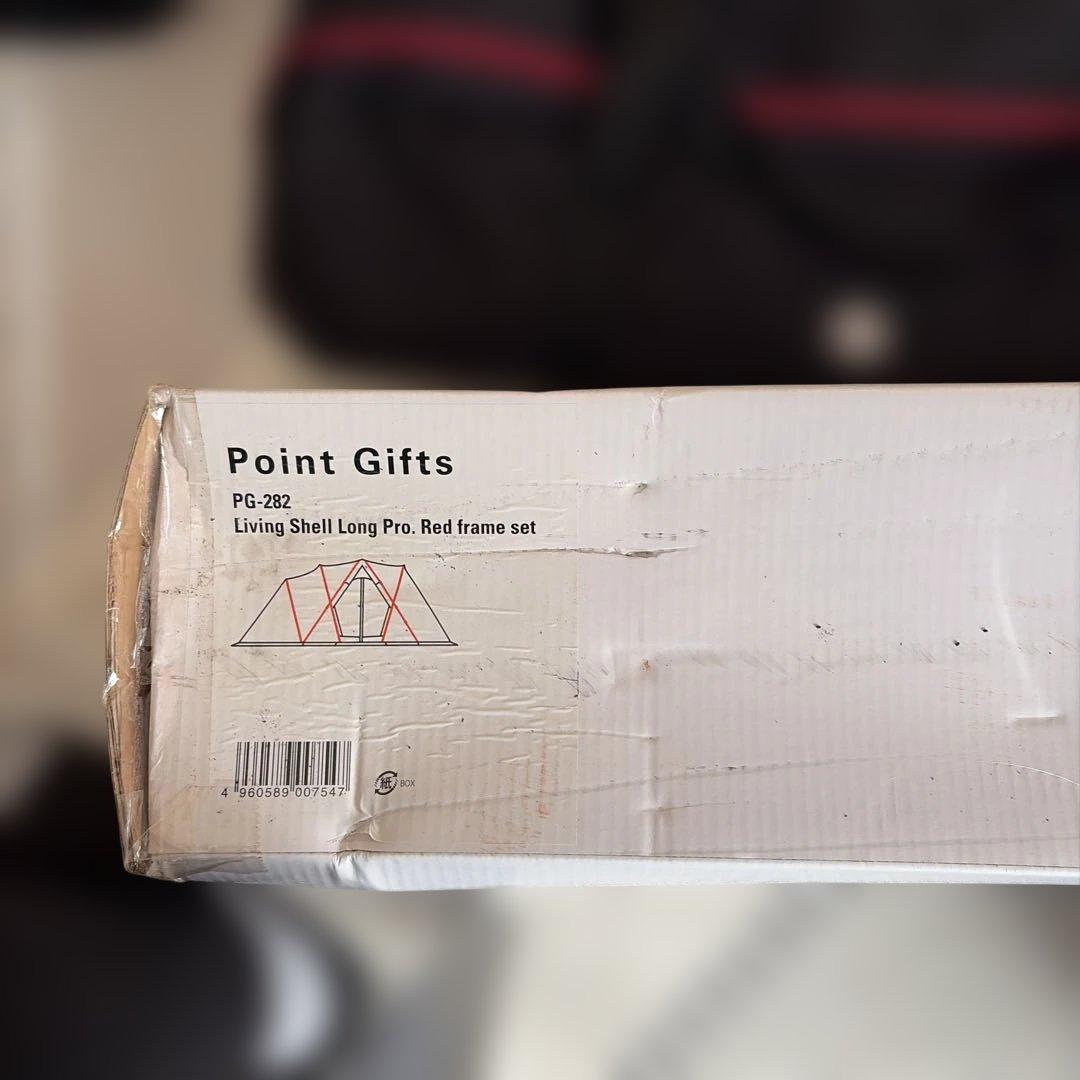 Point Gifts
PG-282
Living Shell Long Pro. Red frame set
4 960589 007547
紙 BOX